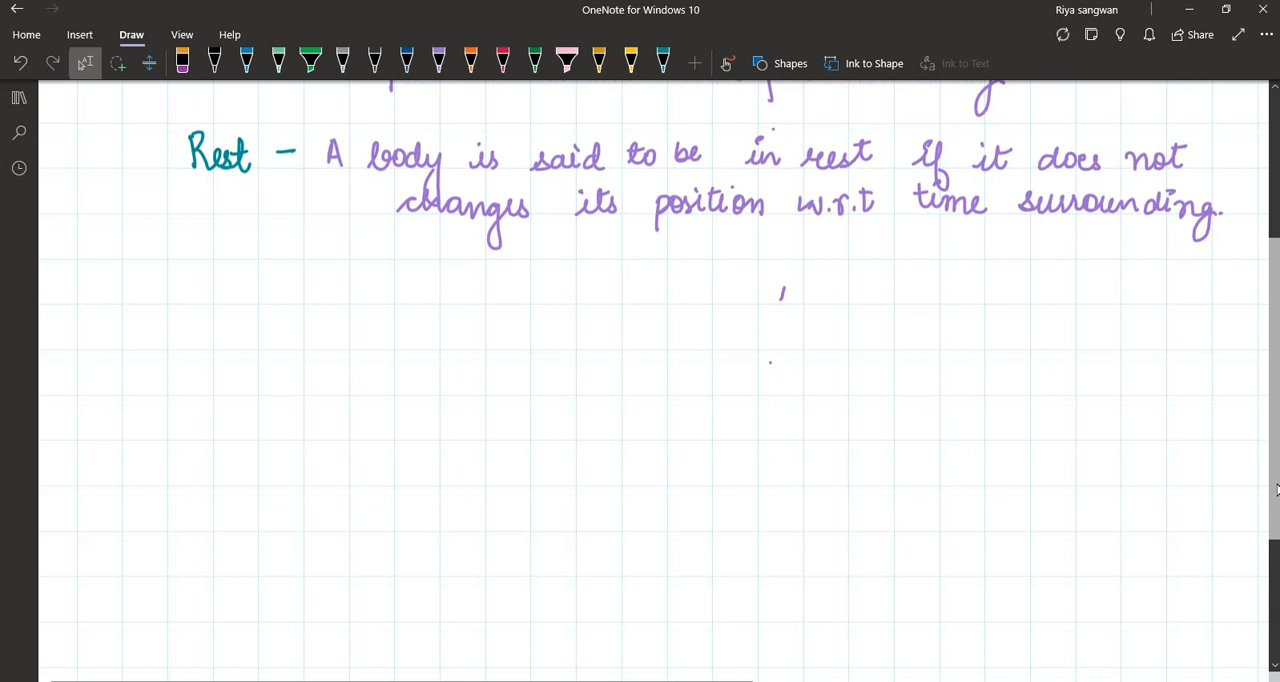 OneNote for Windows 10
Riya sangwan
Home Insert Draw View Help
Share
Shapes
Ink to Shape
Ink to Text
Rest - A body is said to be in rest if it does not
changes its position w.r.t time surrounding.